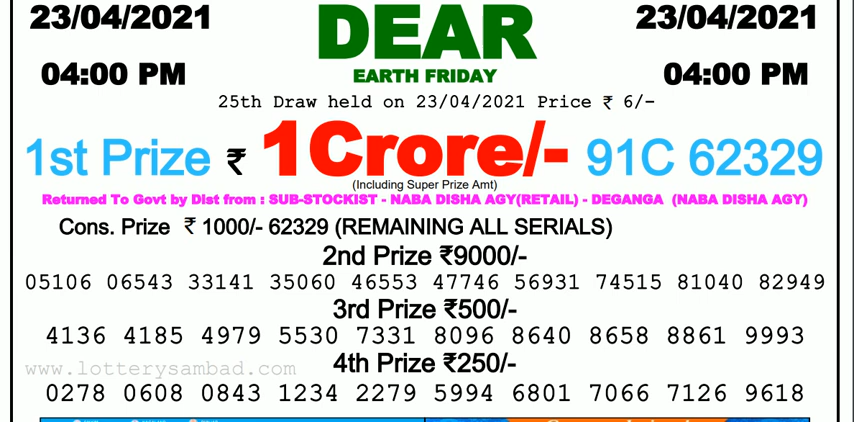 23/04/2021 DEAR 23/04/2021
04:00 PM EARTH FRIDAY 04:00 PM
25th Draw held on 23/04/2021 Price ₹ 6/-
1st Prize ₹ 1Crore/- 91C 62329
(Including Super Prize Amt)
Returned To Govt by Dist from : SUB-STOCKIST - NABA DISHA AGY(RETAIL) - DEGANGA (NABA DISHA AGY)
Cons. Prize ₹ 1000/- 62329 (REMAINING ALL SERIALS)
2nd Prize ₹9000/-
05106 06543 33141 35060 46553 47746 56931 74515 81040 82949
3rd Prize ₹500/-
4136 4185 4979 5530 7331 8096 8640 8658 8861 9993
www.lotterysambad.com
4th Prize ₹250/-
0278 0608 0843 1234 2279 5994 6801 7066 7126 9618